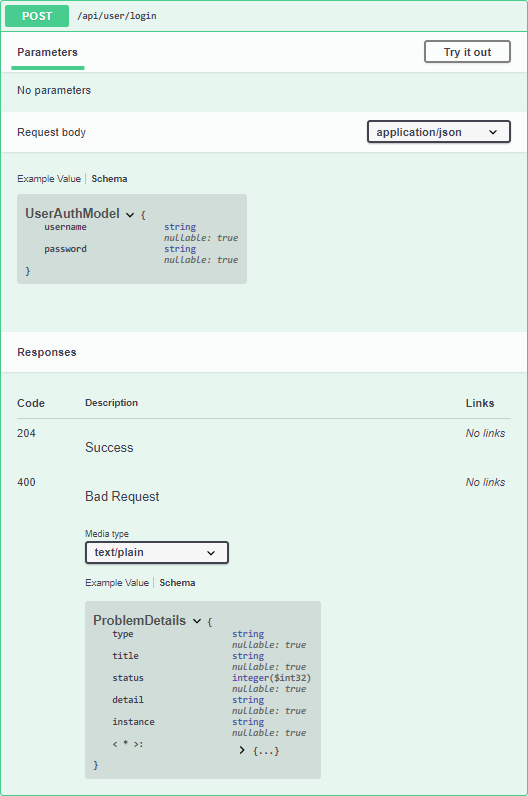 POST /api/user/login
Parameters Try it out
No parameters
Request body application/json
Example Value Schema
UserAuthModel {
username string
nullable: true
password string
nullable: true
}
Responses
Code Description Links
204 No links
Success
400 No links
Bad Request
Media type
text/plain
Example Value Schema
ProblemDetails {
type string
nullable: true
title string
nullable: true
status integer($int32)
nullable: true
detail string
nullable: true
instance string
nullable: true
< * >: {...}
}